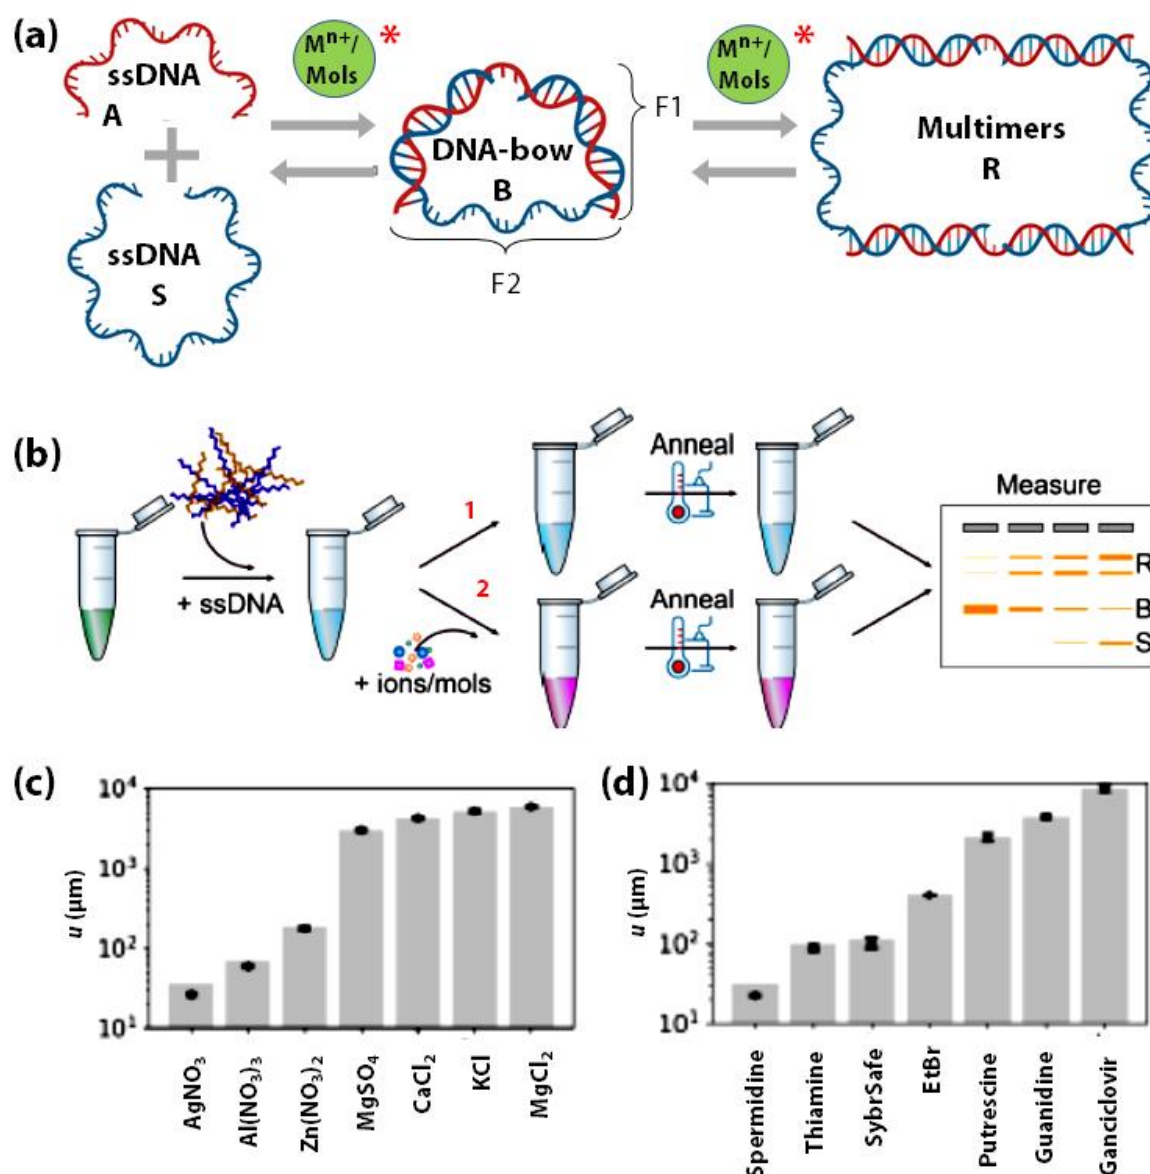 (a)
ssDNA
A
ssDNA
S
Mⁿ⁺/
Mols
*
DNA-bow
B
F1
F2
Mⁿ⁺/
Mols
*
Multimers
R
(b)
+ ssDNA
1
2
+ ions/mols
Anneal
Anneal
Measure
R
B
S
(c)
u (μm)
10⁴
10³
10²
10¹
AgNO₃
Al(NO₃)₃
Zn(NO₃)₂
MgSO₄
CaCl₂
KCl
MgCl₂
(d)
u (μm)
10⁴
10³
10²
10¹
Spermidine
Thiamine
SybrSafe
EtBr
Putrescine
Guanidine
Ganciclovir